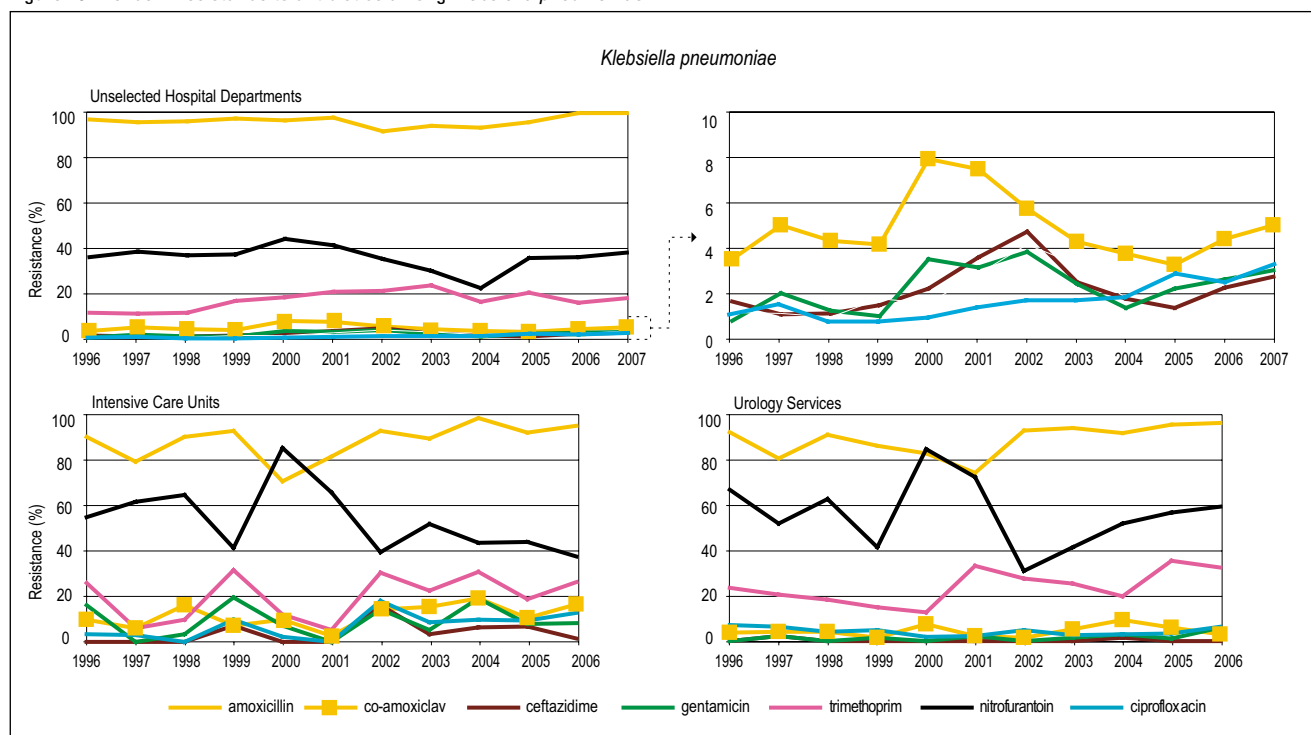 Klebsiella pneumoniae
Unselected Hospital Departments
Resistance (%)
100
80
60
40
20
0
1996 1997 1998 1999 2000 2001 2002 2003 2004 2005 2006 2007
10
8
6
4
2
0
1996 1997 1998 1999 2000 2001 2002 2003 2004 2005 2006 2007
Intensive Care Units
Resistance (%)
100
80
60
40
20
0
1996 1997 1998 1999 2000 2001 2002 2003 2004 2005 2006
Urology Services
100
80
60
40
20
0
1996 1997 1998 1999 2000 2001 2002 2003 2004 2005 2006
amoxicillin co-amoxiclav ceftazidime gentamicin trimethoprim nitrofurantoin ciprofloxacin